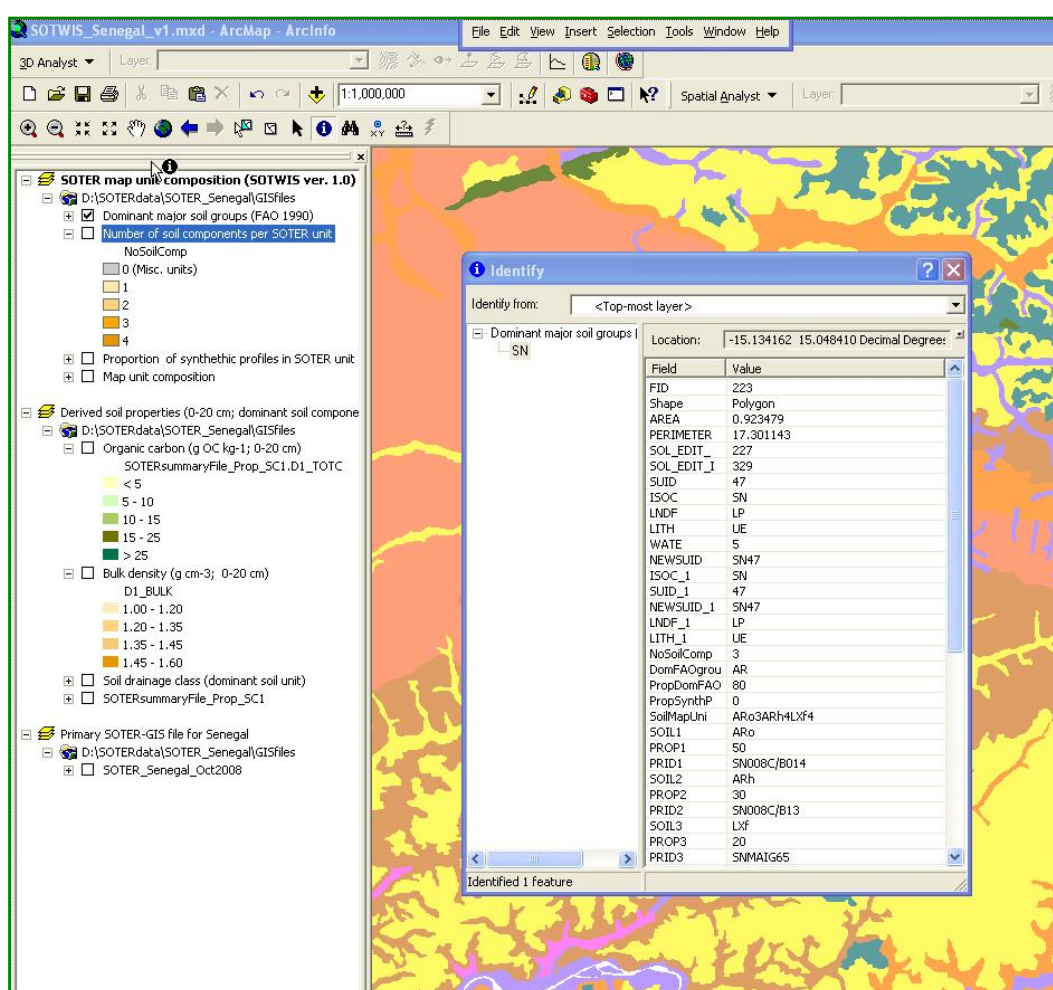 SOTWIS_Senegal_v1.mxd - ArcMap - ArcInfo
File Edit View Insert Selection Tools Window Help
3D Analyst Layer:
1:1,000,000 Spatial Analyst Layer:
SOTER map unit composition (SOTWIS ver. 1.0)
D:\SOTERdata\SOTER_Senegal\GISfiles
Dominant major soil groups (FAO 1990)
Number of soil components per SOTER unit
NoSoilComp
0 (Misc. units)
1
2
3
4
Proportion of synthethic profiles in SOTER unit
Map unit composition
Derived soil properties (0-20 cm; dominant soil compone
D:\SOTERdata\SOTER_Senegal\GISfiles
Organic carbon (g OC kg-1; 0-20 cm)
SOTERsummaryFile_Prop_SC1.D1_TOTC
< 5
5 - 10
10 - 15
15 - 25
> 25
Bulk density (g cm-3; 0-20 cm)
D1_BULK
1.00 - 1.20
1.20 - 1.35
1.35 - 1.45
1.45 - 1.60
Soil drainage class (dominant soil unit)
SOTERsummaryFile_Prop_SC1
Primary SOTER-GIS file for Senegal
D:\SOTERdata\SOTER_Senegal\GISfiles
SOTER_Senegal_Oct2008
Identify
Identify from: <Top-most layer>
Dominant major soil groups (
SN
Location: -15.134162 15.048410 Decimal Degrees
Field Value
FID 223
Shape Polygon
AREA 0.923479
PERIMETER 17.301143
SOL_EDIT_ 227
SOL_EDIT_I 329
SUID 47
ISOC SN
LNDF LP
LITH UE
WATE 5
NEWSUID SN47
ISOC_1 SN
SUID_1 47
NEWSUID_1 SN47
LNDF_1 LP
LITH_1 UE
NoSoilComp 3
DomFAOgrou AR
PropDomFAO 80
PropSynthP 0
SoilMapUni ARo3ARh4LXf4
SOIL1 ARo
PROP1 50
PRID1 SN008C/B014
SOIL2 ARh
PROP2 30
PRID2 SN008C/B13
SOIL3 LXf
PROP3 20
PRID3 SNMAIG65
Identified 1 feature